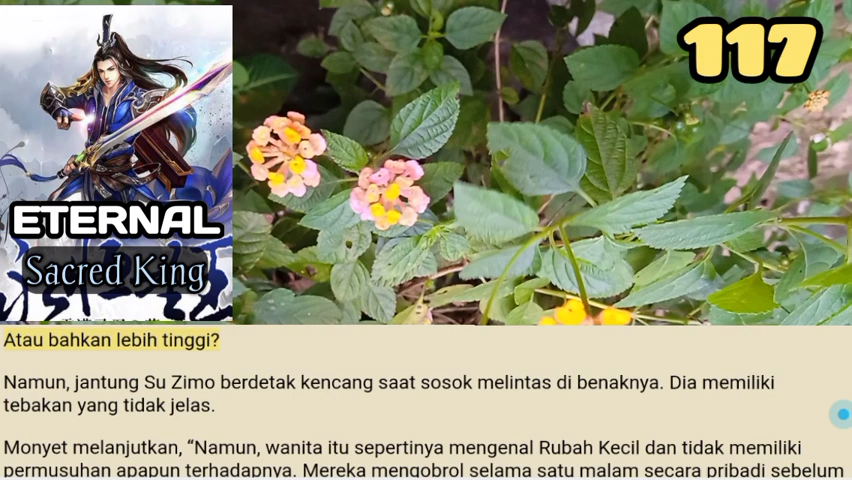 117
ETERNAL
Sacred King
Atau bahkan lebih tinggi?
Namun, jantung Su Zimo berdetak kencang saat sosok melintas di benaknya. Dia memiliki
tebakan yang tidak jelas.
Monyet melanjutkan, “Namun, wanita itu sepertinya mengenal Rubah Kecil dan tidak memiliki
permusuhan apapun terhadapnya. Mereka mengobrol selama satu malam secara pribadi sebelum